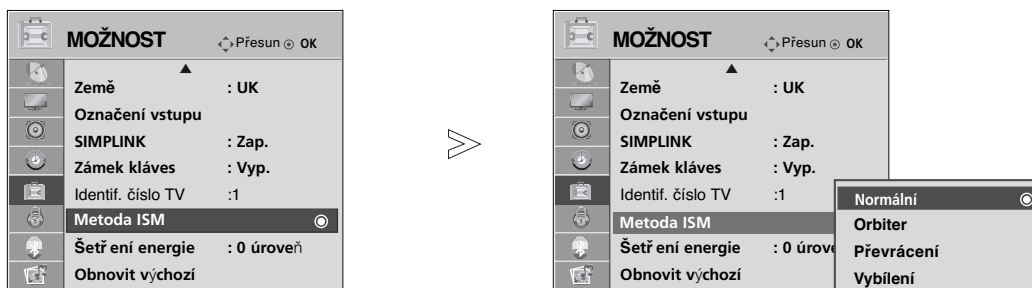 MOŽNOST Přesun OK
Země : UK
Označení vstupu
SIMPLINK : Zap.
Zámek kláves : Vyp.
Identif. číslo TV :1
Metoda ISM
Šetř ení energie : 0 úroveň
Obnovit výchozí
MOŽNOST Přesun OK
Země : UK
Označení vstupu
SIMPLINK : Zap.
Zámek kláves : Vyp.
Identif. číslo TV :1
Metoda ISM
Šetř ení energie : 0 úrove
Obnovit výchozí
Normální
Orbiter
Převrácení
Vybílení